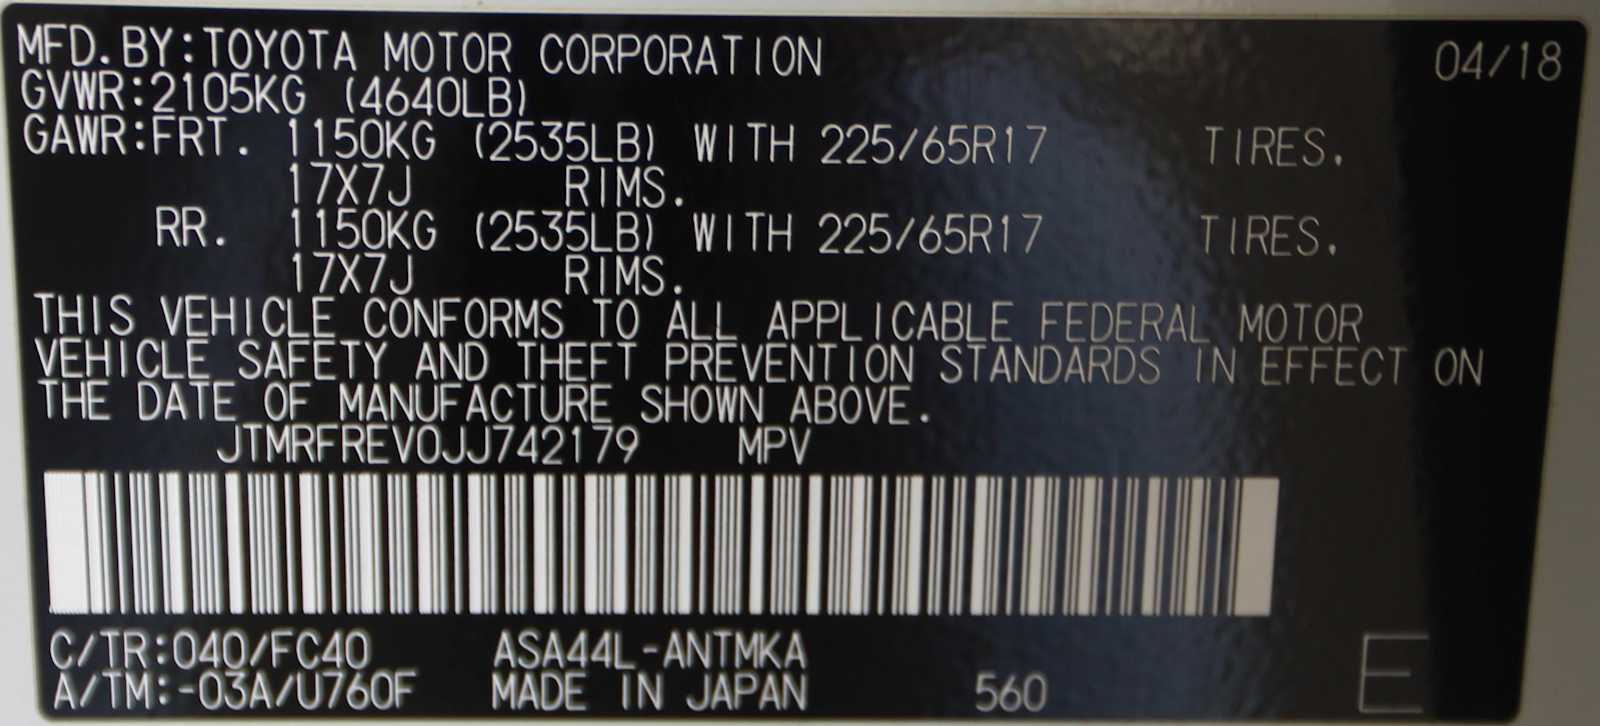 MFD.BY:TOYOTA MOTOR CORPORATION 04/18
GVWR:2105KG (4640LB)
GAWR:FRT. 1150KG (2535LB) WITH 225/65R17 TIRES.
17X7J RIMS.
RR. 1150KG (2535LB) WITH 225/65R17 TIRES.
17X7J RIMS.
THIS VEHICLE CONFORMS TO ALL APPLICABLE FEDERAL MOTOR
VEHICLE SAFETY AND THEFT PREVENTION STANDARDS IN EFFECT ON
THE DATE OF MANUFACTURE SHOWN ABOVE.
JTMRFREV0JJ742179 MPV
C/TR:040/FC40 ASA44L-ANTMKA
A/TM:-03A/U760F MADE IN JAPAN 560 E